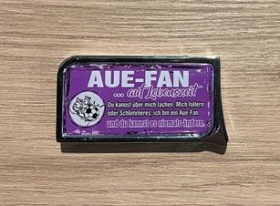 AUE-FAN
... auf Lebenszeit
Du kannst über mich lachen. Mich foltern
oder Schlimmeres: ich bin ein Aue-Fan
und du kannst es niemals ändern.